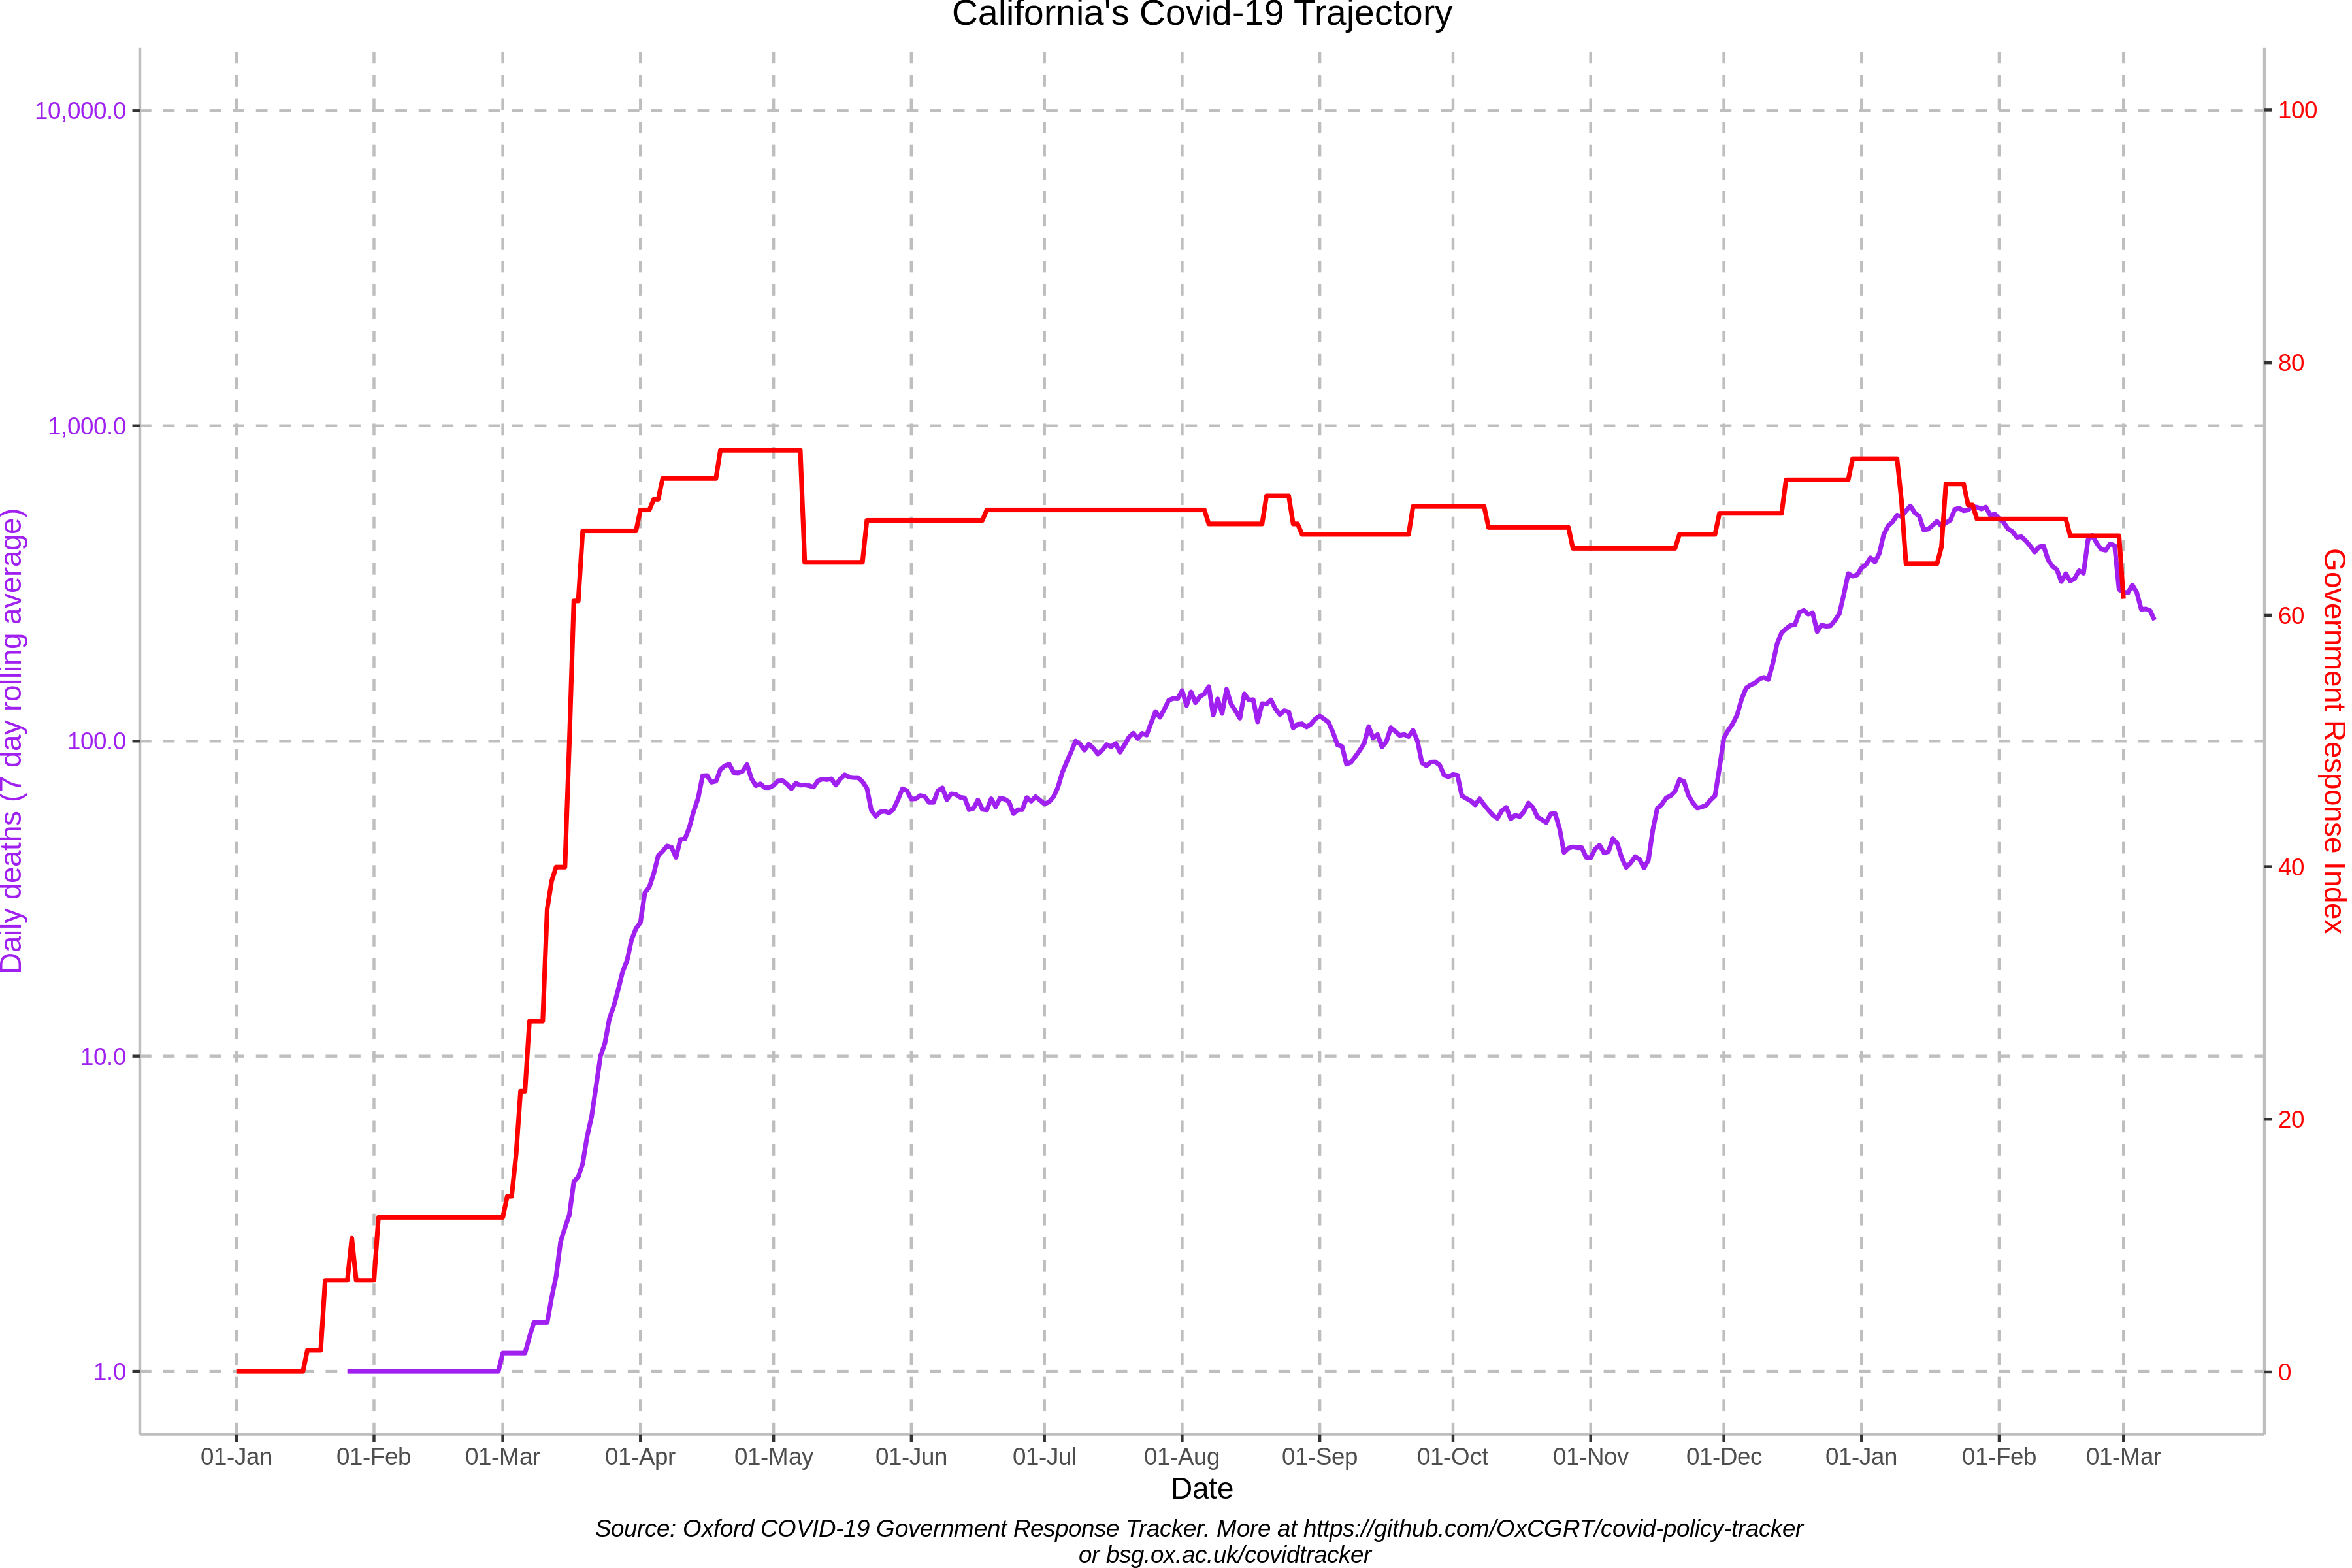 California's Covid-19 Trajectory
10,000.0
1,000.0
100.0
10.0
1.0
Daily deaths (7 day rolling average)
100
80
60
40
20
0
Government Response Index
01-Jan 01-Feb 01-Mar 01-Apr 01-May 01-Jun 01-Jul 01-Aug 01-Sep 01-Oct 01-Nov 01-Dec 01-Jan 01-Feb 01-Mar
Date
Source: Oxford COVID-19 Government Response Tracker. More at https://github.com/OxCGRT/covid-policy-tracker
or bsg.ox.ac.uk/covidtracker